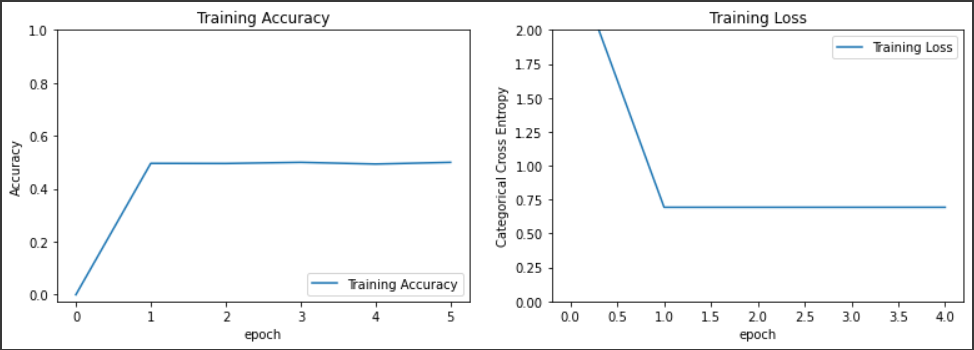 Training Accuracy
1.0
0.8
0.6
0.4
0.2
0.0
Accuracy
Training Accuracy
0 1 2 3 4 5
epoch
Training Loss
2.00
1.75
1.50
1.25
1.00
0.75
0.50
0.25
0.00
Categorical Cross Entropy
Training Loss
0.0 0.5 1.0 1.5 2.0 2.5 3.0 3.5 4.0
epoch